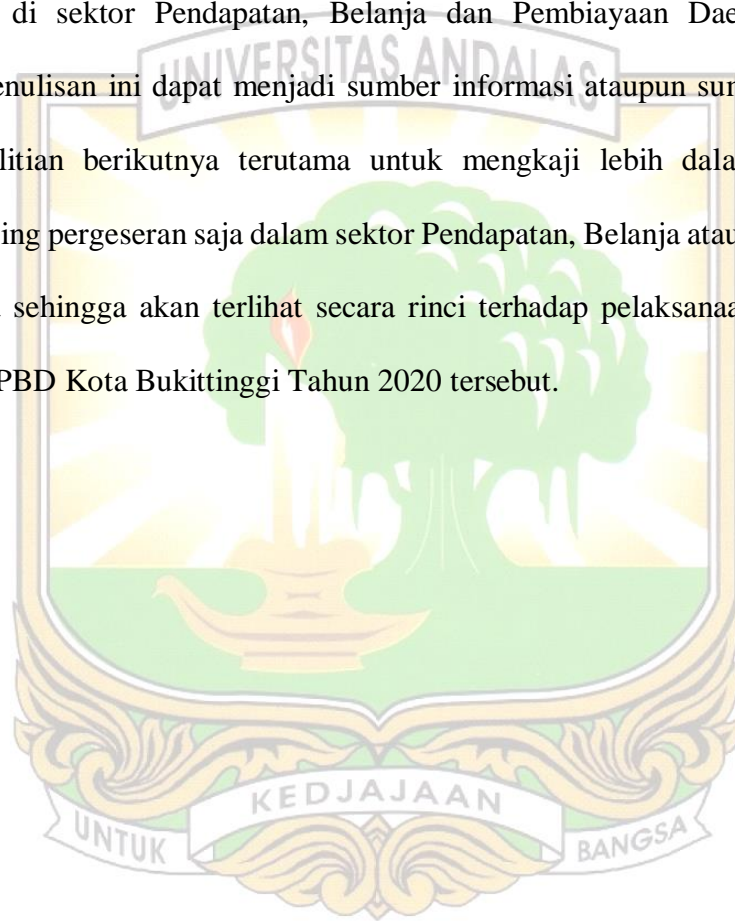 di sektor Pendapatan, Belanja dan Pembiayaan Dae
UNIVERSITAS ANDALAS
enulisan ini dapat menjadi sumber informasi ataupun sur
litian berikutnya terutama untuk mengkaji lebih dala
ing pergeseran saja dalam sektor Pendapatan, Belanja atau
sehingga akan terlihat secara rinci terhadap pelaksanaa
PBD Kota Bukittinggi Tahun 2020 tersebut.
KEDJAJAAN
UNTUK
BANGSA